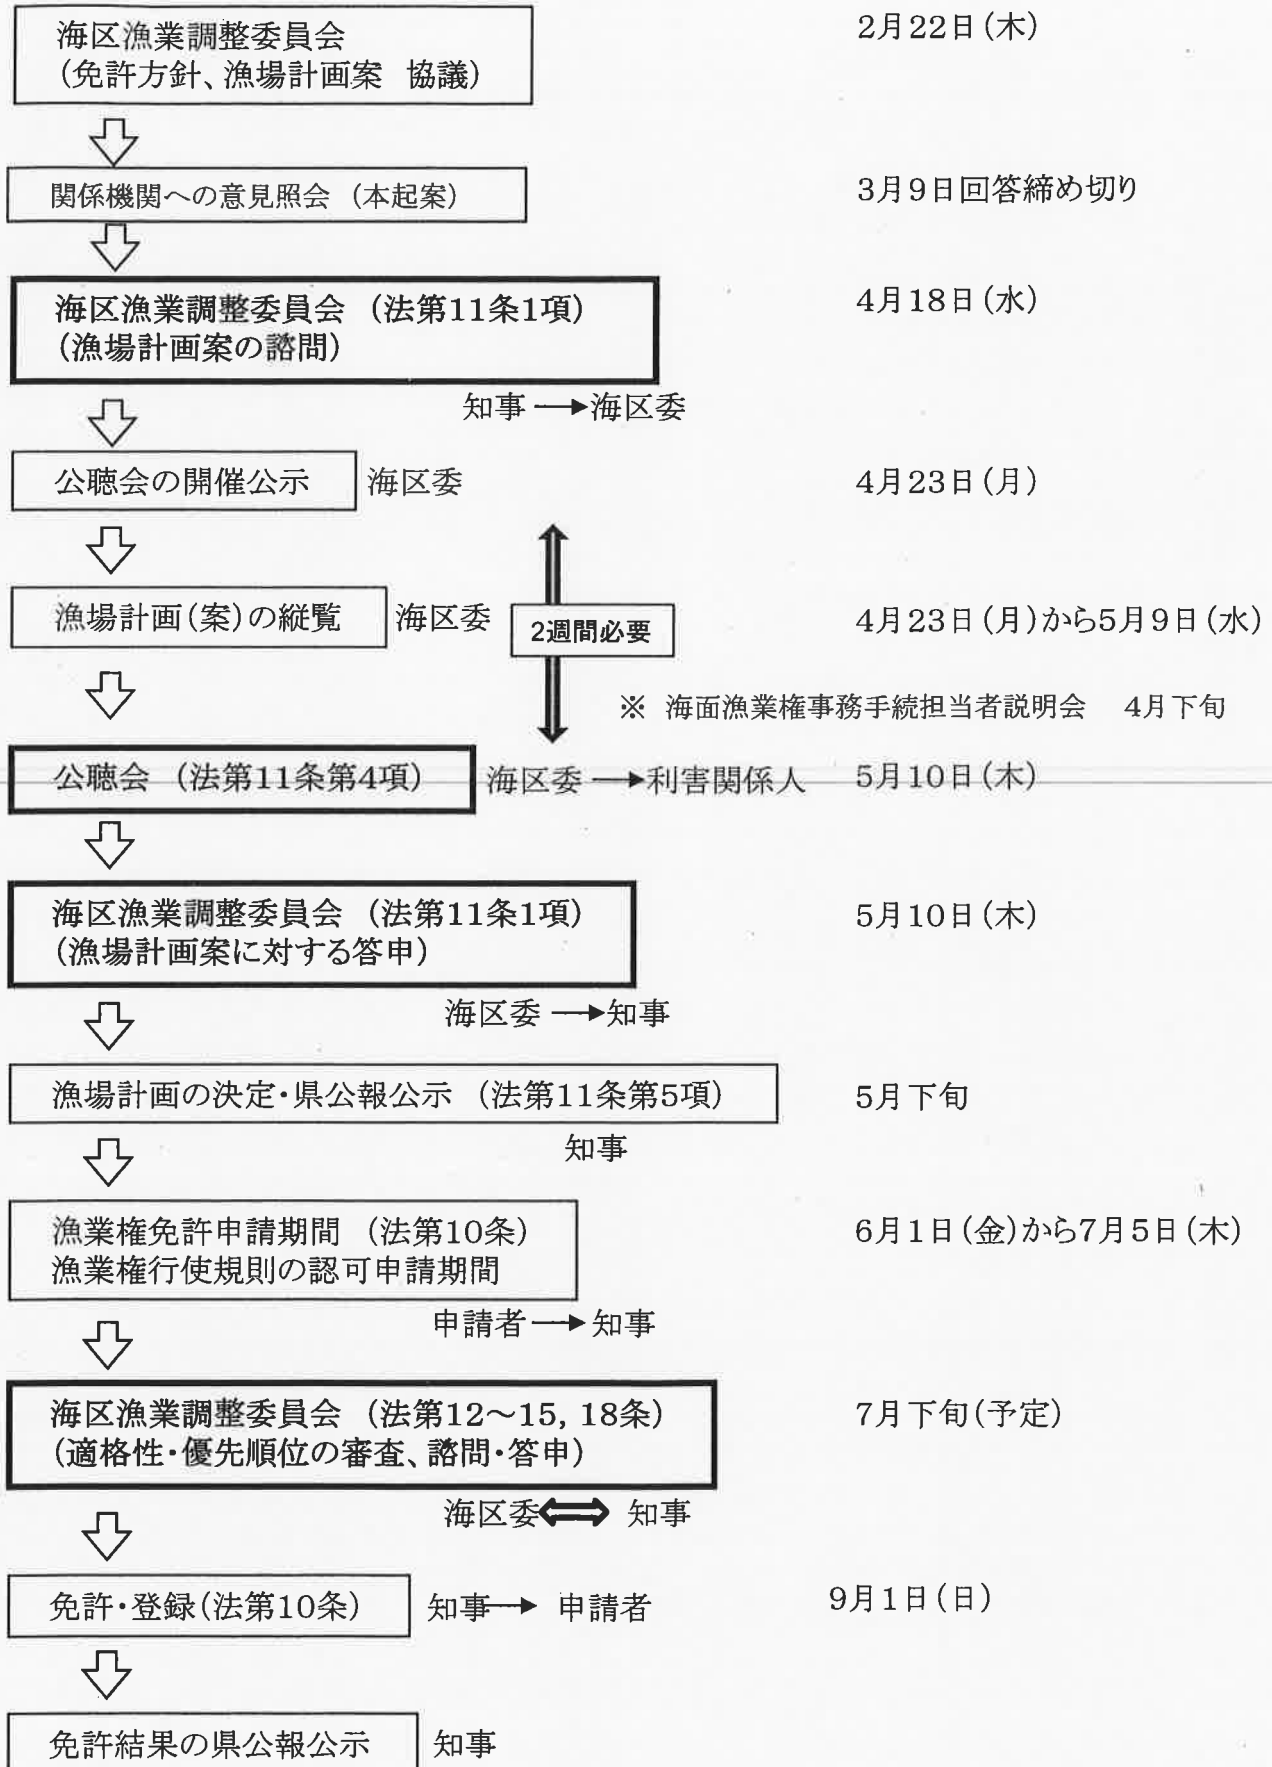 海区漁業調整委員会
(免許方針、漁場計画案 協議)
2月22日(木)
関係機関への意見照会 (本起案)
3月9日回答締め切り
海区漁業調整委員会 (法第11条1項)
(漁場計画案の諮問)
4月18日(水)
知事→海区委
公聴会の開催公示 海区委
4月23日(月)
漁場計画(案)の縦覧 海区委
2週間必要
4月23日(月)から5月9日(水)
※ 海面漁業権事務手続担当者説明会 4月下旬
公聴会 (法第11条第4項) 海区委→利害関係人 5月10日(木)
海区漁業調整委員会 (法第11条1項)
(漁場計画案に対する答申)
5月10日(木)
海区委→知事
漁場計画の決定・県公報公示 (法第11条第5項)
5月下旬
知事
漁業権免許申請期間 (法第10条)
漁業権行使規則の認可申請期間
6月1日(金)から7月5日(木)
申請者→知事
海区漁業調整委員会 (法第12~15, 18条)
(適格性・優先順位の審査、諮問・答申)
7月下旬(予定)
海区委⇔知事
免許・登録(法第10条) 知事→申請者
9月1日(日)
免許結果の県公報公示 知事